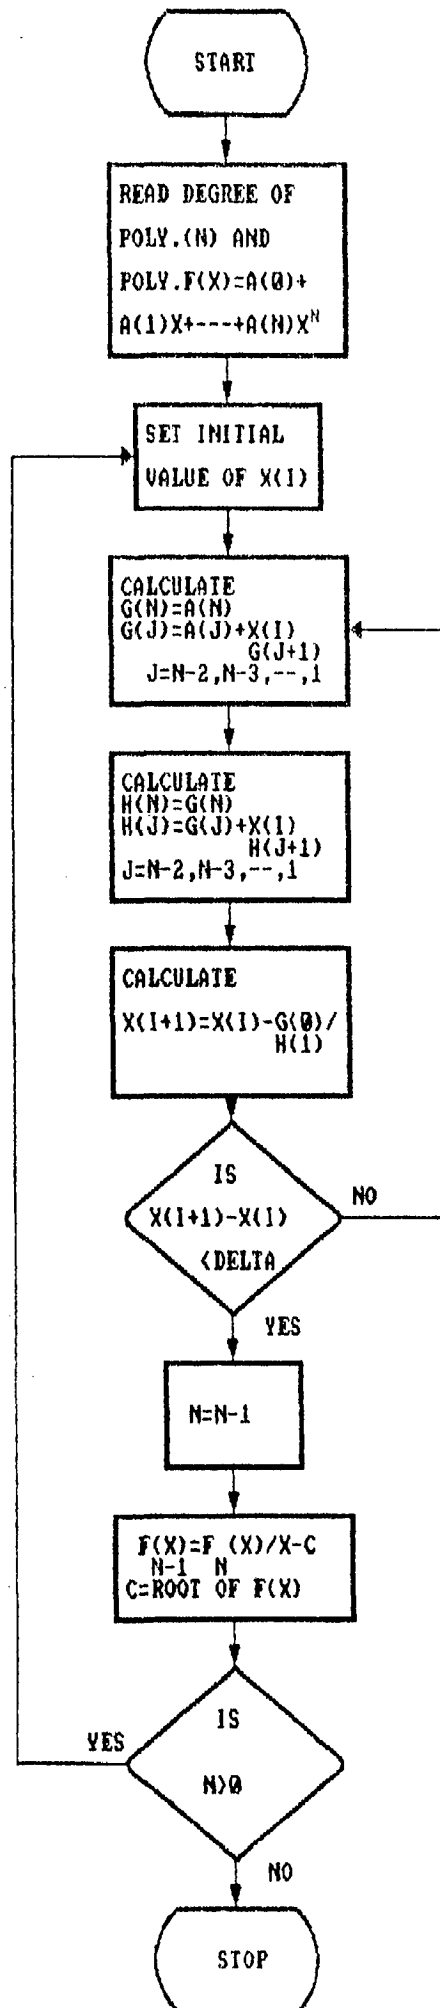 START
READ DEGREE OF
POLY.(N) AND
POLY.F(X)=A(0)+
A(1)X+---+A(N)X^N
SET INITIAL
VALUE OF X(I)
CALCULATE
G(N)=A(N)
G(J)=A(J)+X(I)
G(J+1)
J=N-2,N-3,--,1
CALCULATE
H(N)=G(N)
H(J)=G(J)+X(I)
H(J+1)
J=N-2,N-3,--,1
CALCULATE
X(I+1)=X(I)-G(0)/
H(1)
IS
X(I+1)-X(I)
<DELTA
NO
YES
N=N-1
F(X)=F (X)/X-C
N-1 N
C=ROOT OF F(X)
IS
N>0
YES
NO
STOP